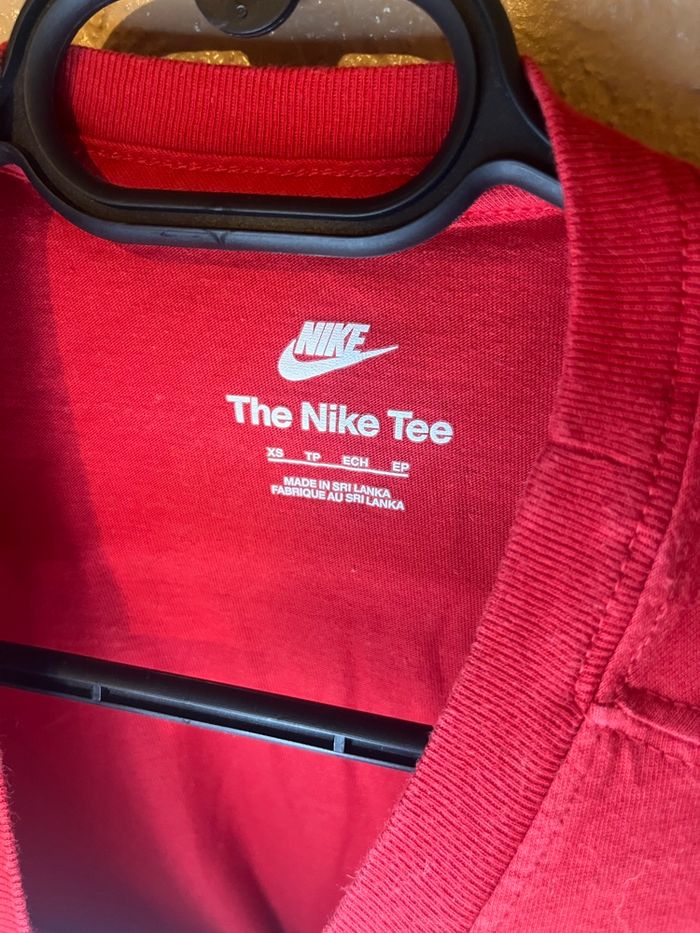 NIKE
The Nike Tee
XS TP ECH EP
MADE IN SRI LANKA
FABRIQUE AU SRI LANKA